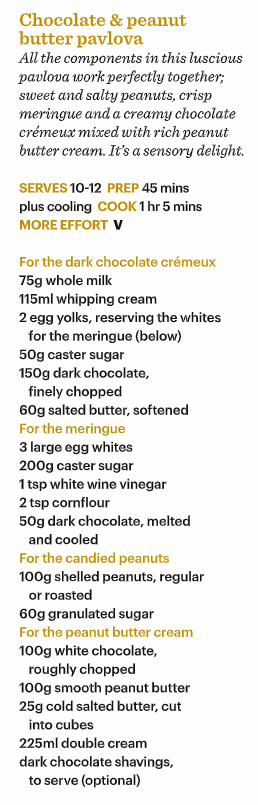 Chocolate & peanut
butter pavlova
All the components in this luscious
pavlova work perfectly together;
sweet and salty peanuts, crisp
meringue and a creamy chocolate
crémeux mixed with rich peanut
butter cream. It's a sensory delight.
SERVES 10-12 PREP 45 mins
plus cooling COOK 1 hr 5 mins
MORE EFFORT V
For the dark chocolate crémeux
75g whole milk
115ml whipping cream
2 egg yolks, reserving the whites
for the meringue (below)
50g caster sugar
150g dark chocolate,
finely chopped
60g salted butter, softened
For the meringue
3 large egg whites
200g caster sugar
1 tsp white wine vinegar
2 tsp cornflour
50g dark chocolate, melted
and cooled
For the candied peanuts
100g shelled peanuts, regular
or roasted
60g granulated sugar
For the peanut butter cream
100g white chocolate,
roughly chopped
100g smooth peanut butter
25g cold salted butter, cut
into cubes
225ml double cream
dark chocolate shavings,
to serve (optional)